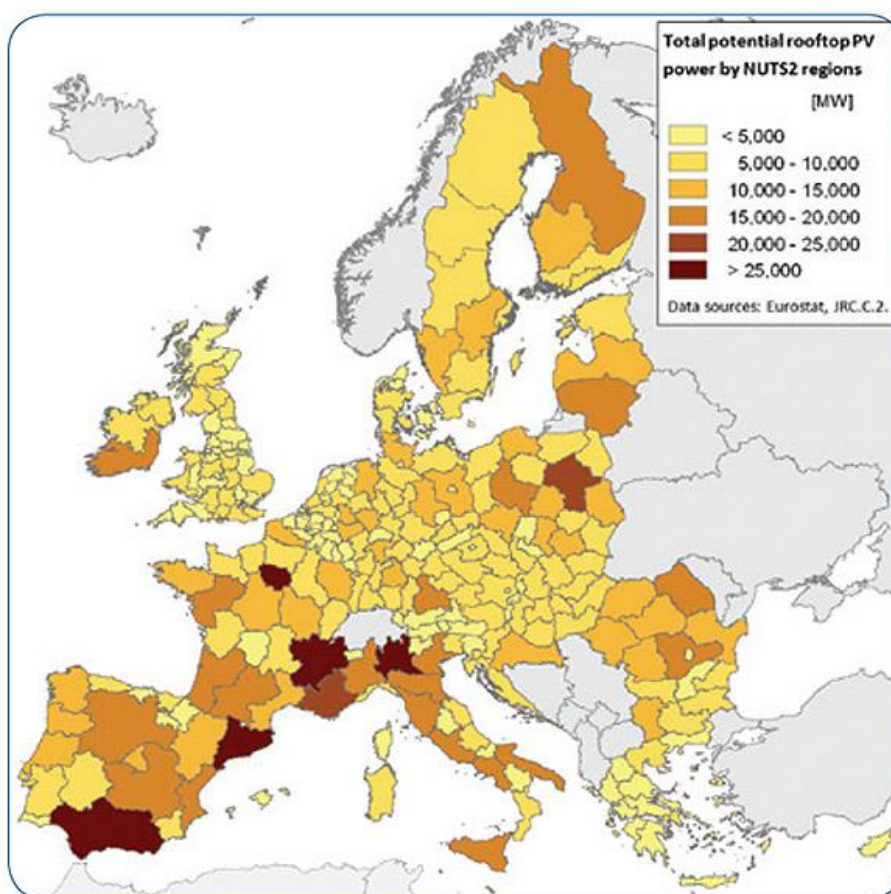 Total potential rooftop PV
power by NUTS2 regions
[MW]
< 5,000
5,000 - 10,000
10,000 - 15,000
15,000 - 20,000
20,000 - 25,000
> 25,000
Data sources: Eurostat, JRC.C.2.